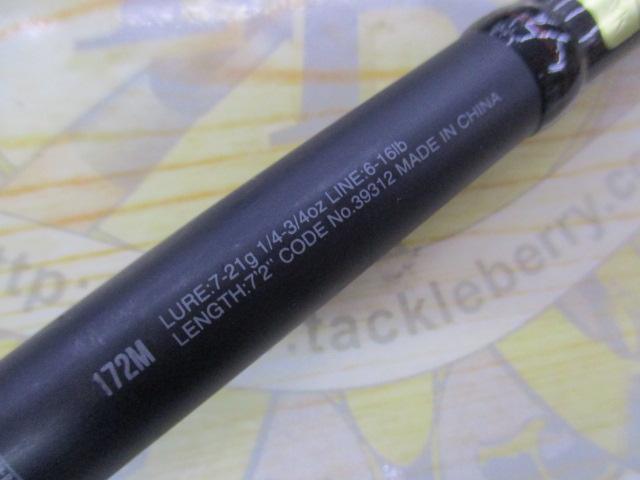 172M
LURE:7-21g 1/4-3/4oz LINE:6-16lb
LENGTH:7'2" CODE No.39312 MADE IN CHINA
ttp:
.tackleberry.